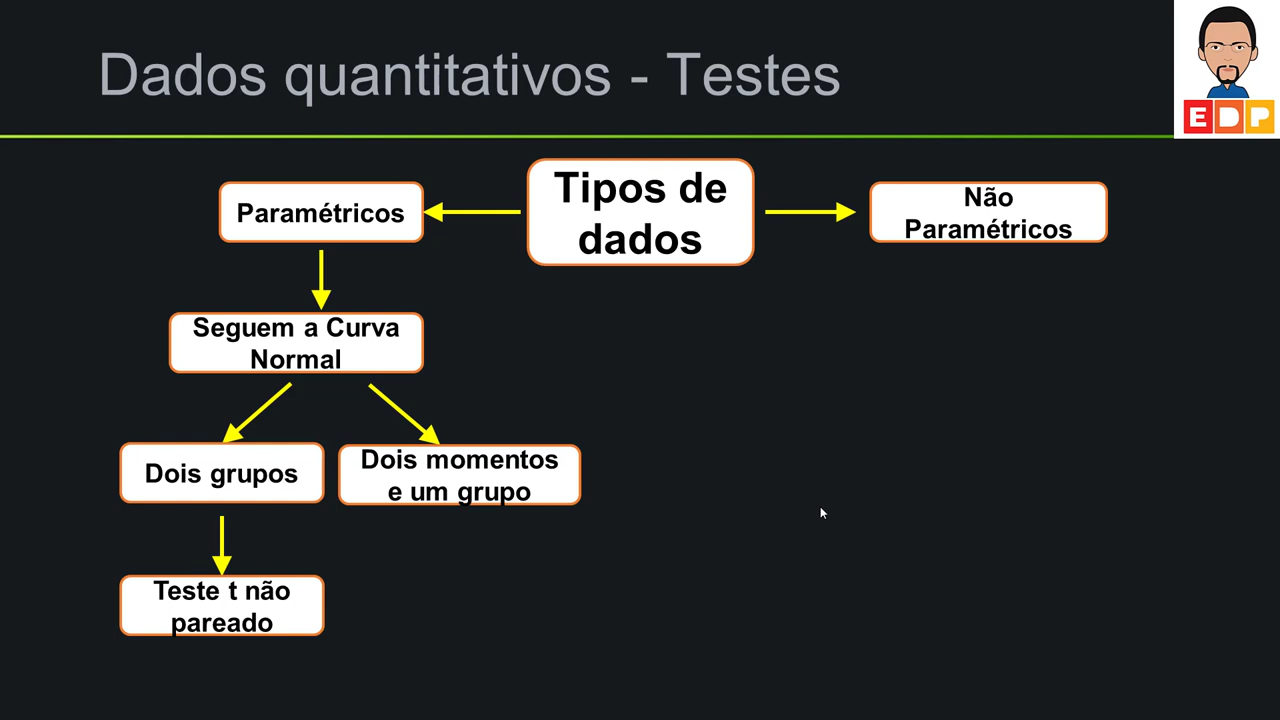 Dados quantitativos - Testes
EDP
Tipos de
dados
Paramétricos
Não
Paramétricos
Seguem a Curva
Normal
Dois grupos
Dois momentos
e um grupo
Teste t não
pareado